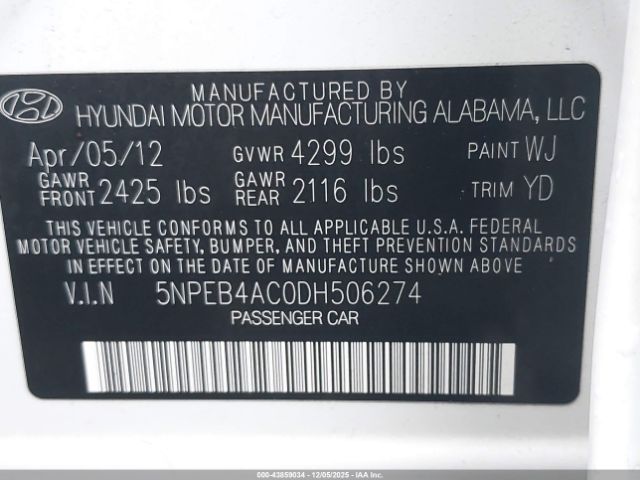 MANUFACTURED BY
HYUNDAI MOTOR MANUFACTURING ALABAMA, LLC
Apr/05/12 GVWR 4299 lbs PAINT WJ
GAWR FRONT 2425 lbs GAWR REAR 2116 lbs TRIM YD
THIS VEHICLE CONFORMS TO ALL APPLICABLE U.S.A. FEDERAL
MOTOR VEHICLE SAFETY, BUMPER, AND THEFT PREVENTION STANDARDS
IN EFFECT ON THE DATE OF MANUFACTURE SHOWN ABOVE
V.I.N 5NPEB4AC0DH506274
PASSENGER CAR
000-43859034 - 12/05/2025 - COPART